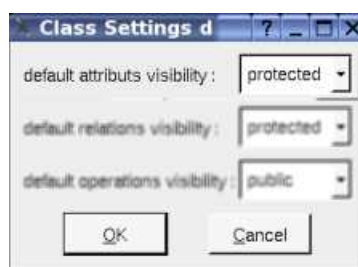 Class Settings d
default attributs visibility : protected
default relations visibility : protected
default operations visibility : public
OK Cancel